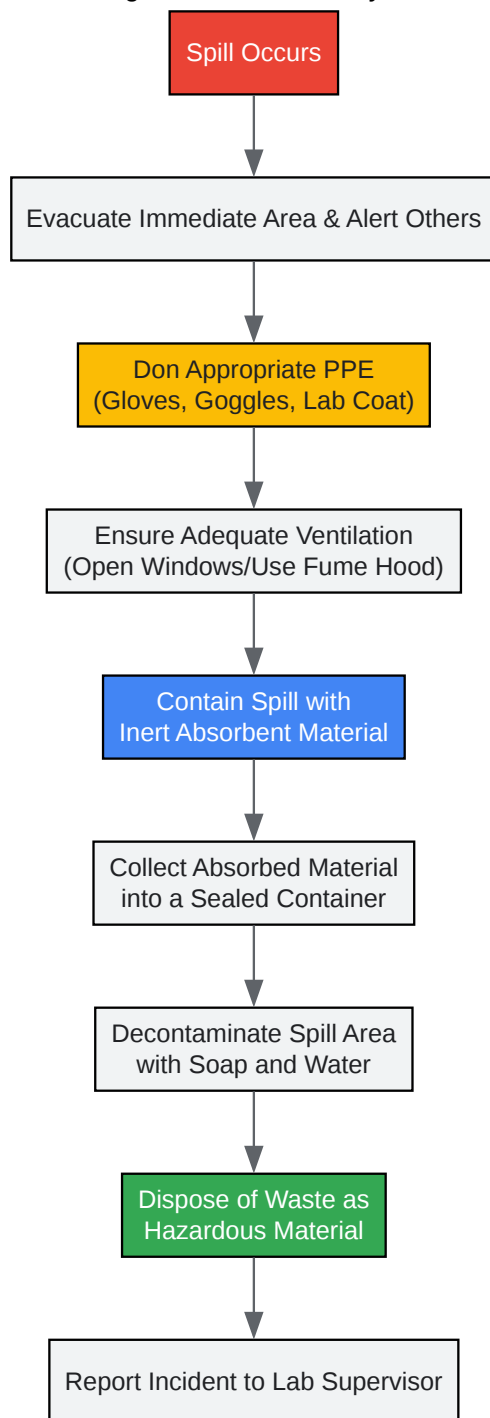 Spill Occurs
Evacuate Immediate Area & Alert Others
Don Appropriate PPE
(Gloves, Goggles, Lab Coat)
Ensure Adequate Ventilation
(Open Windows/Use Fume Hood)
Contain Spill with
Inert Absorbent Material
Collect Absorbed Material
into a Sealed Container
Decontaminate Spill Area
with Soap and Water
Dispose of Waste as
Hazardous Material
Report Incident to Lab Supervisor